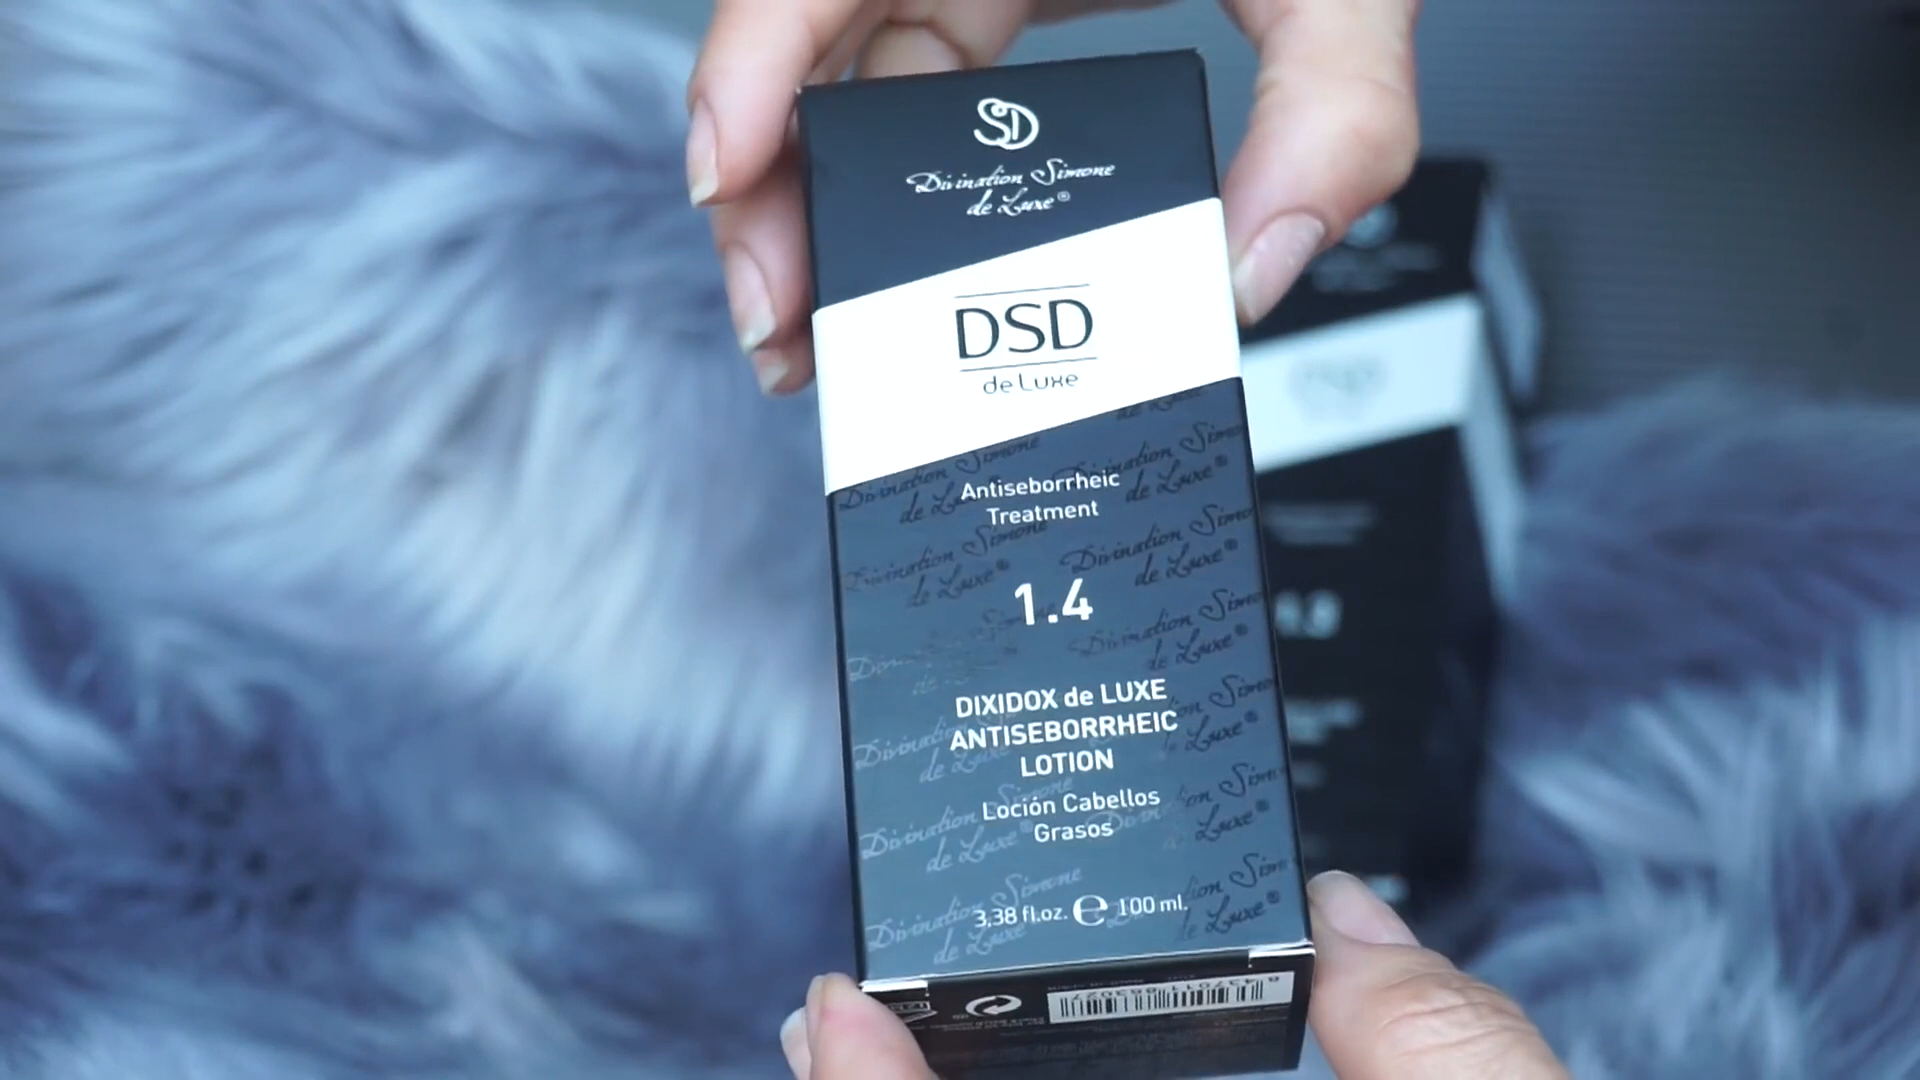 SD
Divination Simone
de Luxe®
DSD
de Luxe
Antiseborrheic
Treatment
1.4
DIXIDOX de LUXE
ANTISEBORRHEIC
LOTION
Loción Cabellos
Grasos
3,38 fl.oz. ℮ 100 ml.